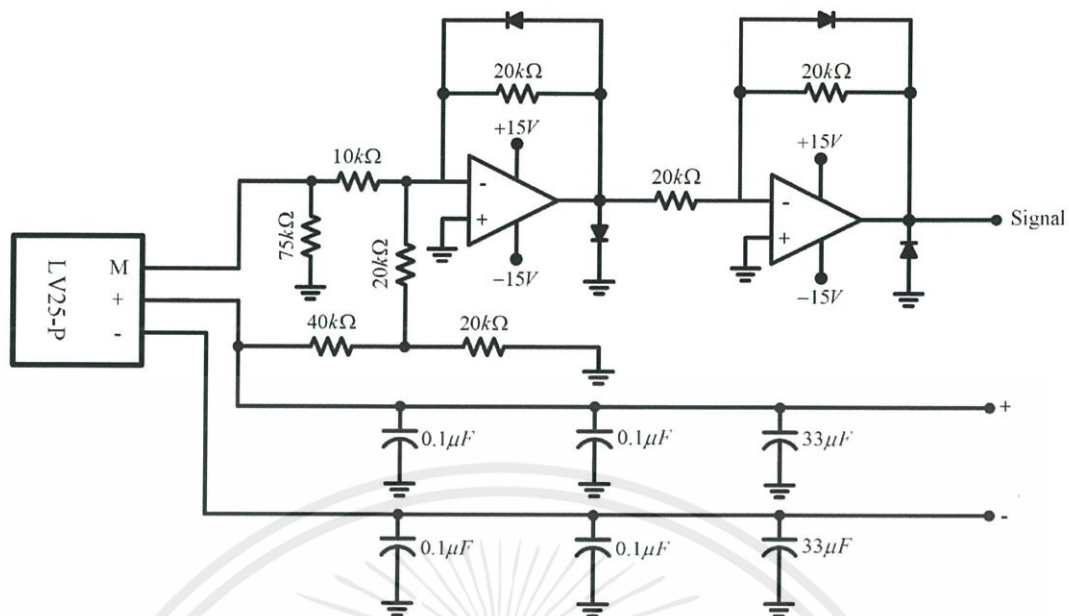 20kΩ
20kΩ
+15V
+15V
10kΩ
20kΩ
-
+
-
+
Signal
75kΩ
20kΩ
−15V
−15V
LV25-P
M
+
-
40kΩ
20kΩ
+
0.1μF
0.1μF
33μF
-
0.1μF
0.1μF
33μF